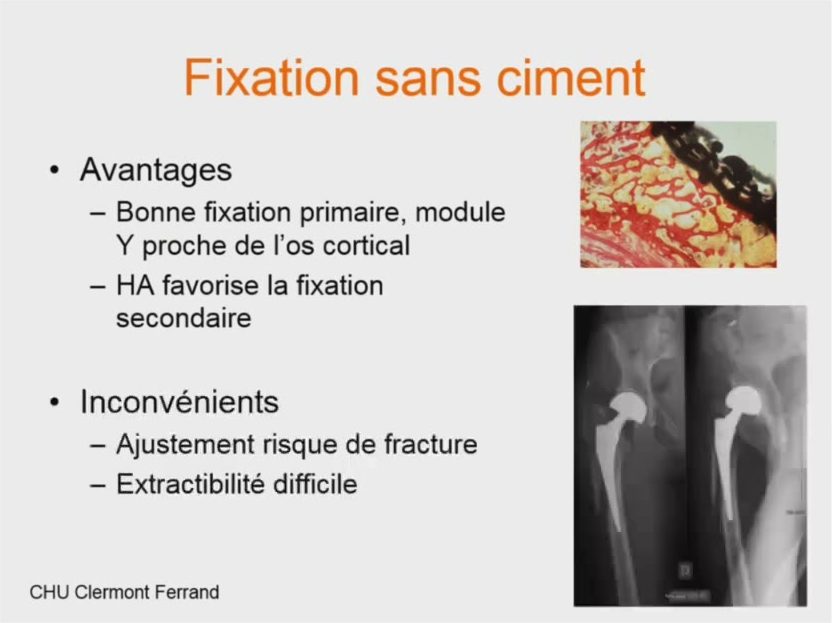 Fixation sans ciment
• Avantages
– Bonne fixation primaire, module
Y proche de l'os cortical
– HA favorise la fixation
secondaire
• Inconvénients
– Ajustement risque de fracture
– Extractibilité difficile
CHU Clermont Ferrand